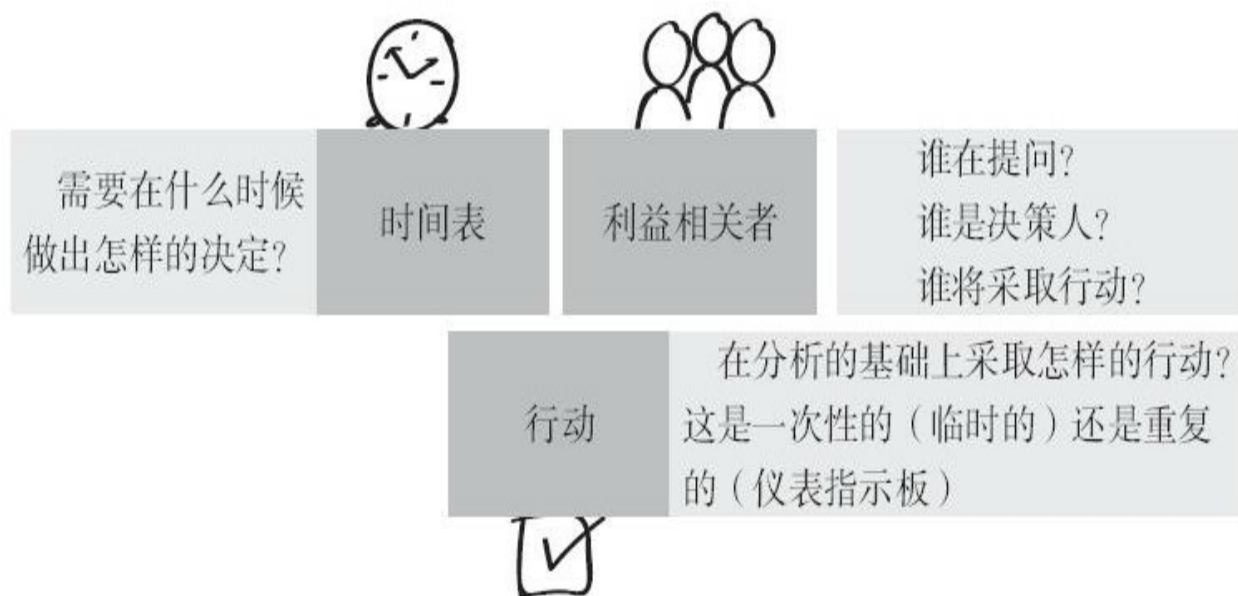 需要在什么时候
做出怎样的决定?
时间表
利益相关者
谁在提问?
谁是决策人?
谁将采取行动?
行动
在分析的基础上采取怎样的行动?
这是一次性的（临时的）还是重复
的（仪表指示板）